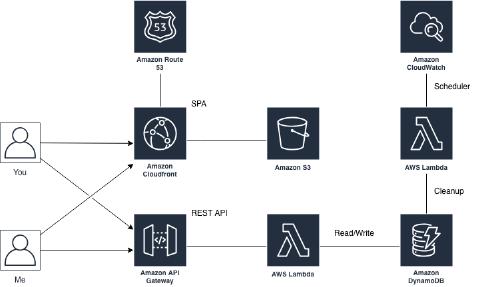 53
Amazon Route
53
Amazon
CloudWatch
SPA
Scheduler
You
Amazon
Cloudfront
Amazon S3
AWS Lambda
REST API
Cleanup
Read/Write
Me
Amazon API
Gateway
AWS Lambda
Amazon
DynamoDB